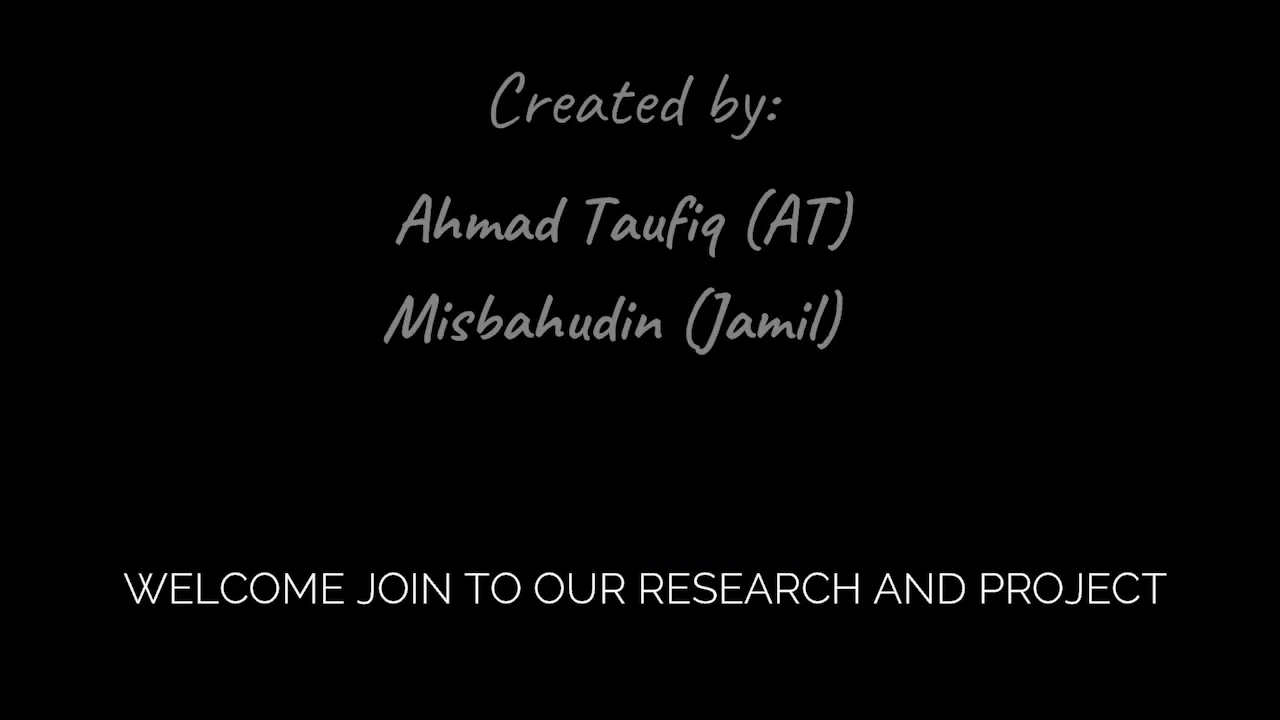 Created by:
Ahmad Taufiq (AT)
Misbahudin (Jamil)
WELCOME JOIN TO OUR RESEARCH AND PROJECT